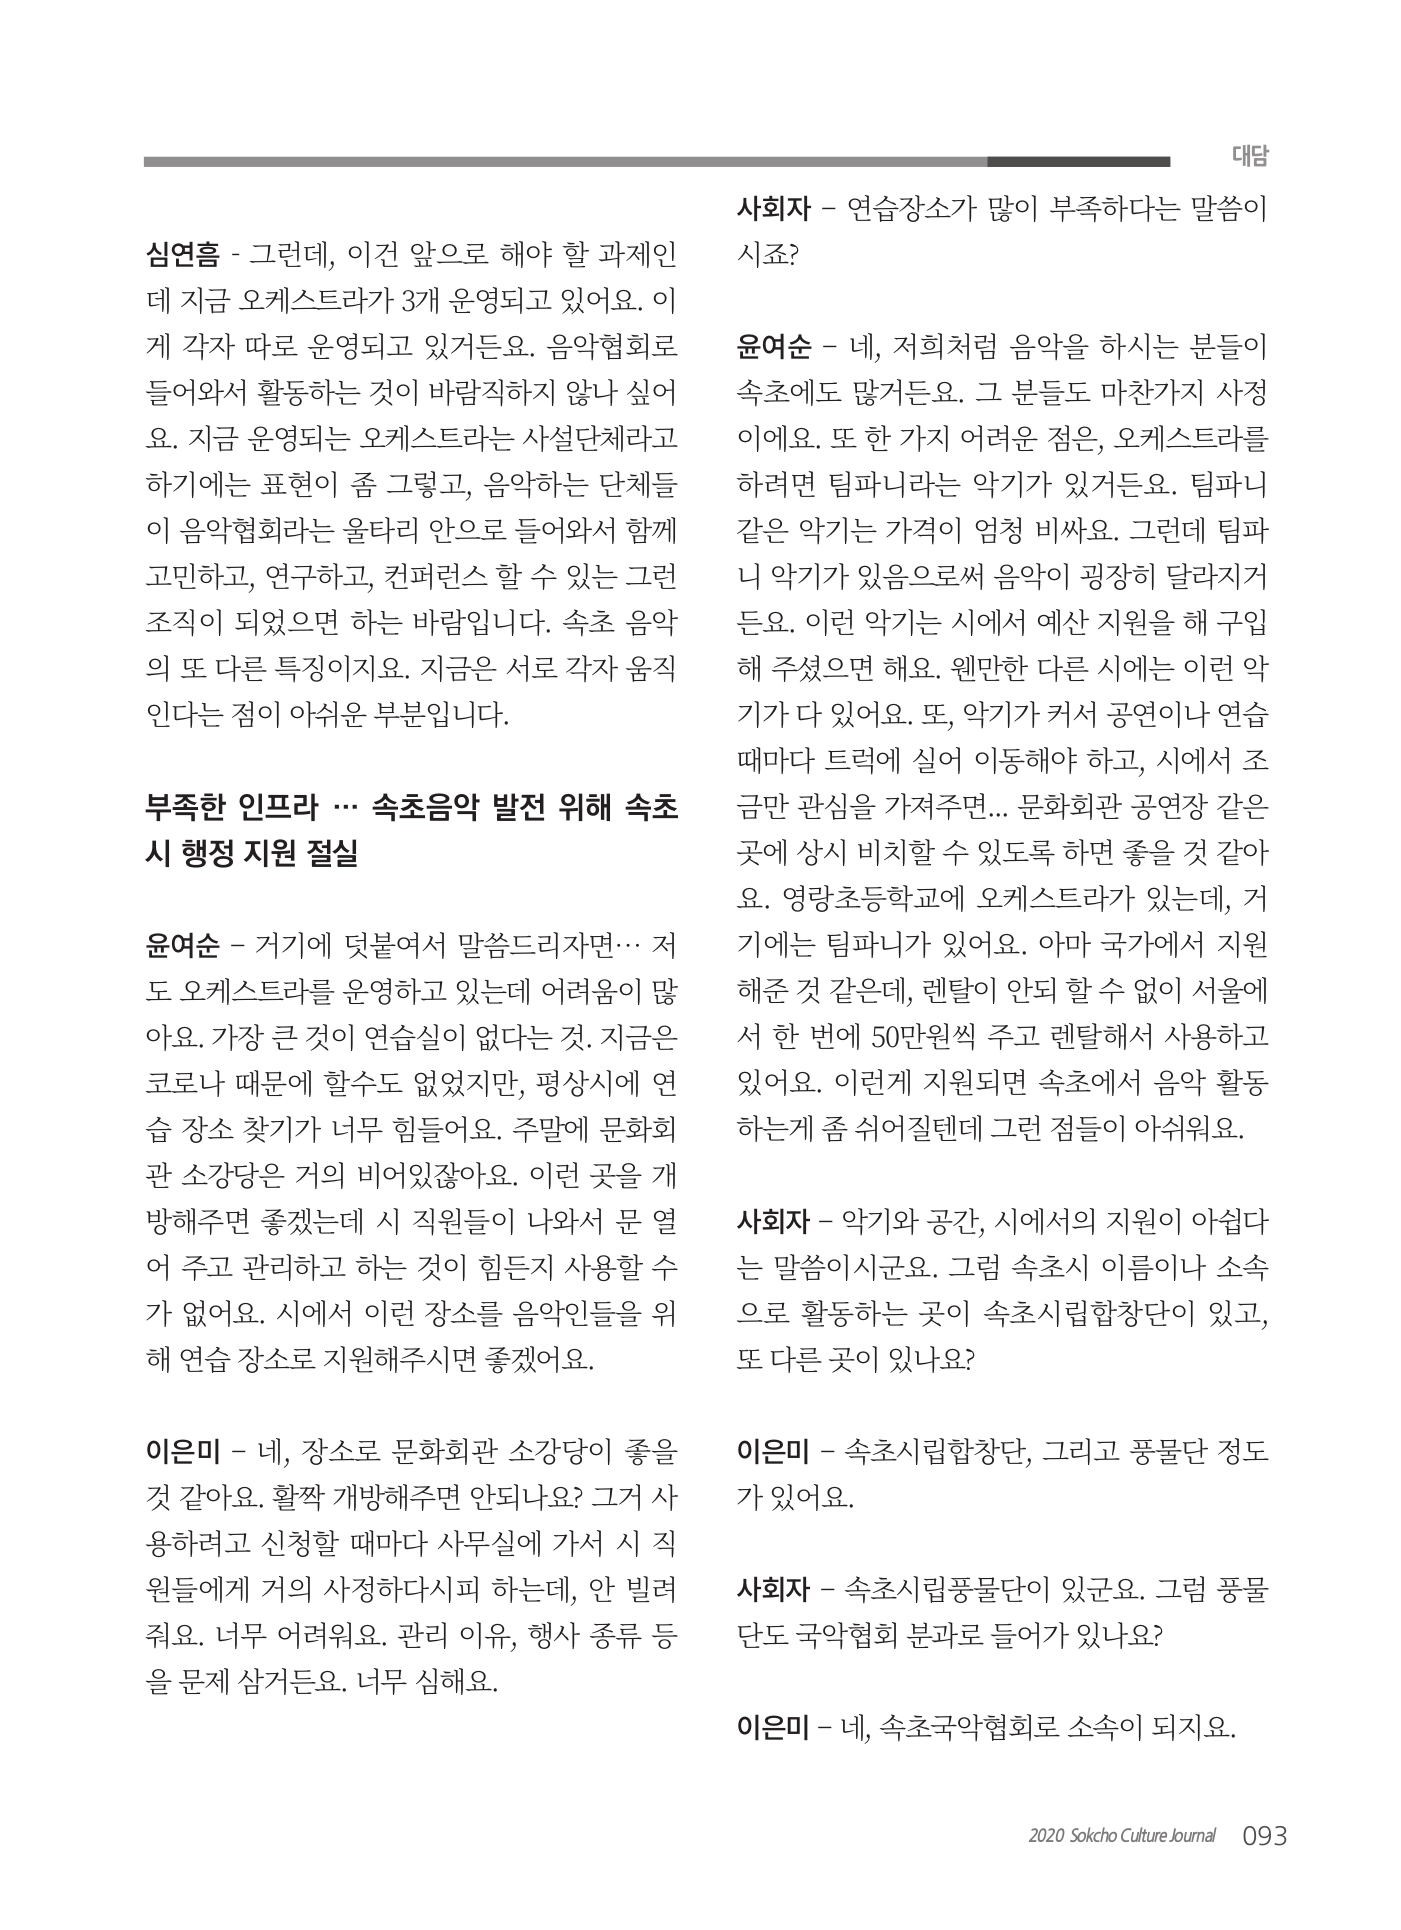 대담
심연흠 - 그런데, 이건 앞으로 해야 할 과제인
데 지금 오케스트라가 3개 운영되고 있어요. 이
게 각자 따로 운영되고 있거든요. 음악협회로
들어와서 활동하는 것이 바람직하지 않나 싶어
요. 지금 운영되는 오케스트라는 사설단체라고
하기에는 표현이 좀 그렇고, 음악하는 단체들
이 음악협회라는 울타리 안으로 들어와서 함께
고민하고, 연구하고, 컨퍼런스 할 수 있는 그런
조직이 되었으면 하는 바람입니다. 속초 음악
의 또 다른 특징이지요. 지금은 서로 각자 움직
인다는 점이 아쉬운 부분입니다.
부족한 인프라 … 속초음악 발전 위해 속초
시 행정 지원 절실
윤여순 – 거기에 덧붙여서 말씀드리자면… 저
도 오케스트라를 운영하고 있는데 어려움이 많
아요. 가장 큰 것이 연습실이 없다는 것. 지금은
코로나 때문에 할수도 없었지만, 평상시에 연
습 장소 찾기가 너무 힘들어요. 주말에 문화회
관 소강당은 거의 비어있잖아요. 이런 곳을 개
방해주면 좋겠는데 시 직원들이 나와서 문 열
어 주고 관리하고 하는 것이 힘든지 사용할 수
가 없어요. 시에서 이런 장소를 음악인들을 위
해 연습 장소로 지원해주시면 좋겠어요.
이은미 – 네, 장소로 문화회관 소강당이 좋을
것 같아요. 활짝 개방해주면 안되나요? 그거 사
용하려고 신청할 때마다 사무실에 가서 시 직
원들에게 거의 사정하다시피 하는데, 안 빌려
줘요. 너무 어려워요. 관리 이유, 행사 종류 등
을 문제 삼거든요. 너무 심해요.
사회자 – 연습장소가 많이 부족하다는 말씀이
시죠?
윤여순 – 네, 저희처럼 음악을 하시는 분들이
속초에도 많거든요. 그 분들도 마찬가지 사정
이에요. 또 한 가지 어려운 점은, 오케스트라를
하려면 팀파니라는 악기가 있거든요. 팀파니
같은 악기는 가격이 엄청 비싸요. 그런데 팀파
니 악기가 있음으로써 음악이 굉장히 달라지거
든요. 이런 악기는 시에서 예산 지원을 해 구입
해 주셨으면 해요. 웬만한 다른 시에는 이런 악
기가 다 있어요. 또, 악기가 커서 공연이나 연습
때마다 트럭에 실어 이동해야 하고, 시에서 조
금만 관심을 가져주면... 문화회관 공연장 같은
곳에 상시 비치할 수 있도록 하면 좋을 것 같아
요. 영랑초등학교에 오케스트라가 있는데, 거
기에는 팀파니가 있어요. 아마 국가에서 지원
해준 것 같은데, 렌탈이 안되 할 수 없이 서울에
서 한 번에 50만원씩 주고 렌탈해서 사용하고
있어요. 이런게 지원되면 속초에서 음악 활동
하는게 좀 쉬어질텐데 그런 점들이 아쉬워요.
사회자 – 악기와 공간, 시에서의 지원이 아쉽다
는 말씀이시군요. 그럼 속초시 이름이나 소속
으로 활동하는 곳이 속초시립합창단이 있고,
또 다른 곳이 있나요?
이은미 – 속초시립합창단, 그리고 풍물단 정도
가 있어요.
사회자 – 속초시립풍물단이 있군요. 그럼 풍물
단도 국악협회 분과로 들어가 있나요?
이은미 – 네, 속초국악협회로 소속이 되지요.
2020 Sokcho Culture Journal 093